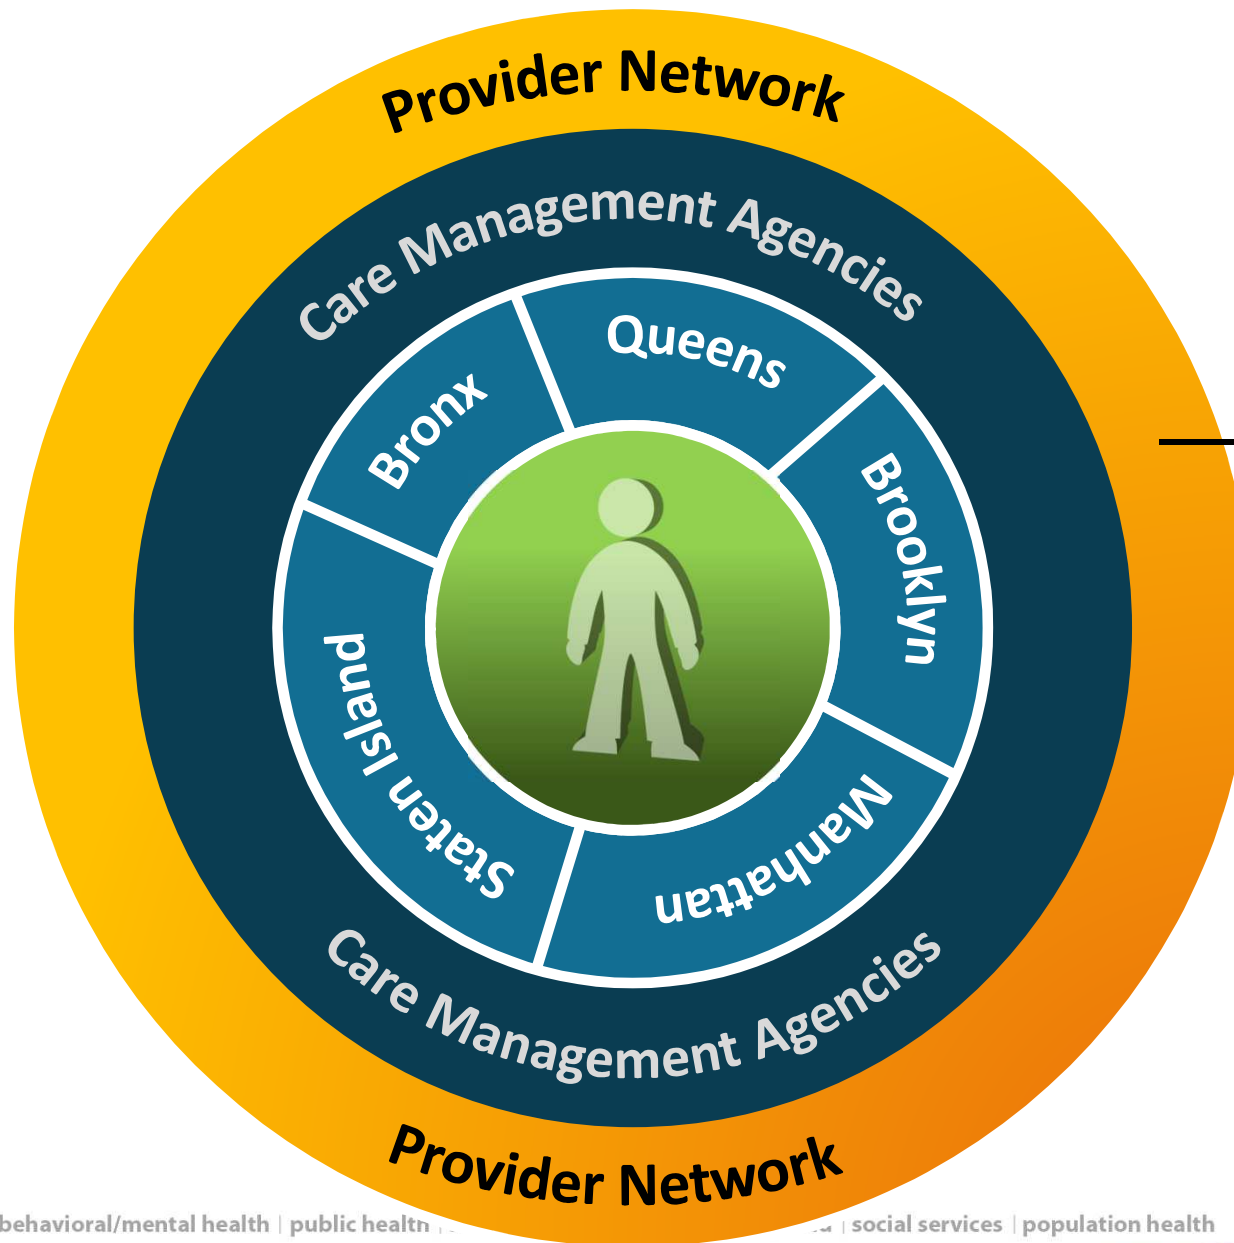 Provider Network
Care Management Agencies
Queens
Bronx
Brooklyn
Staten Island
Manhattan
Care Management Agencies
Provider Network
behavioral/mental health | public health | | social services | population health